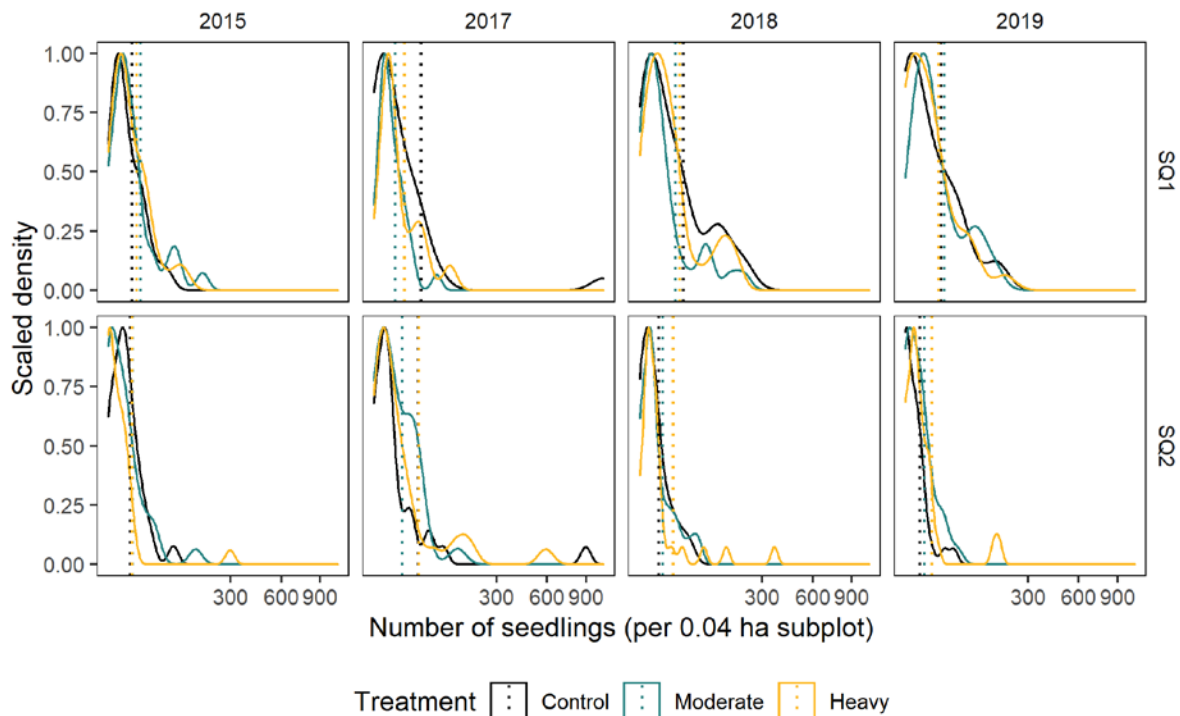 2015 2017 2018 2019
1.00
0.75
0.50
0.25
0.00
SQ1
1.00
0.75
0.50
0.25
0.00
SQ2
Scaled density
300 600 900 300 600 900 300 600 900 300 600 900
Number of seedlings (per 0.04 ha subplot)
Treatment Control Moderate Heavy